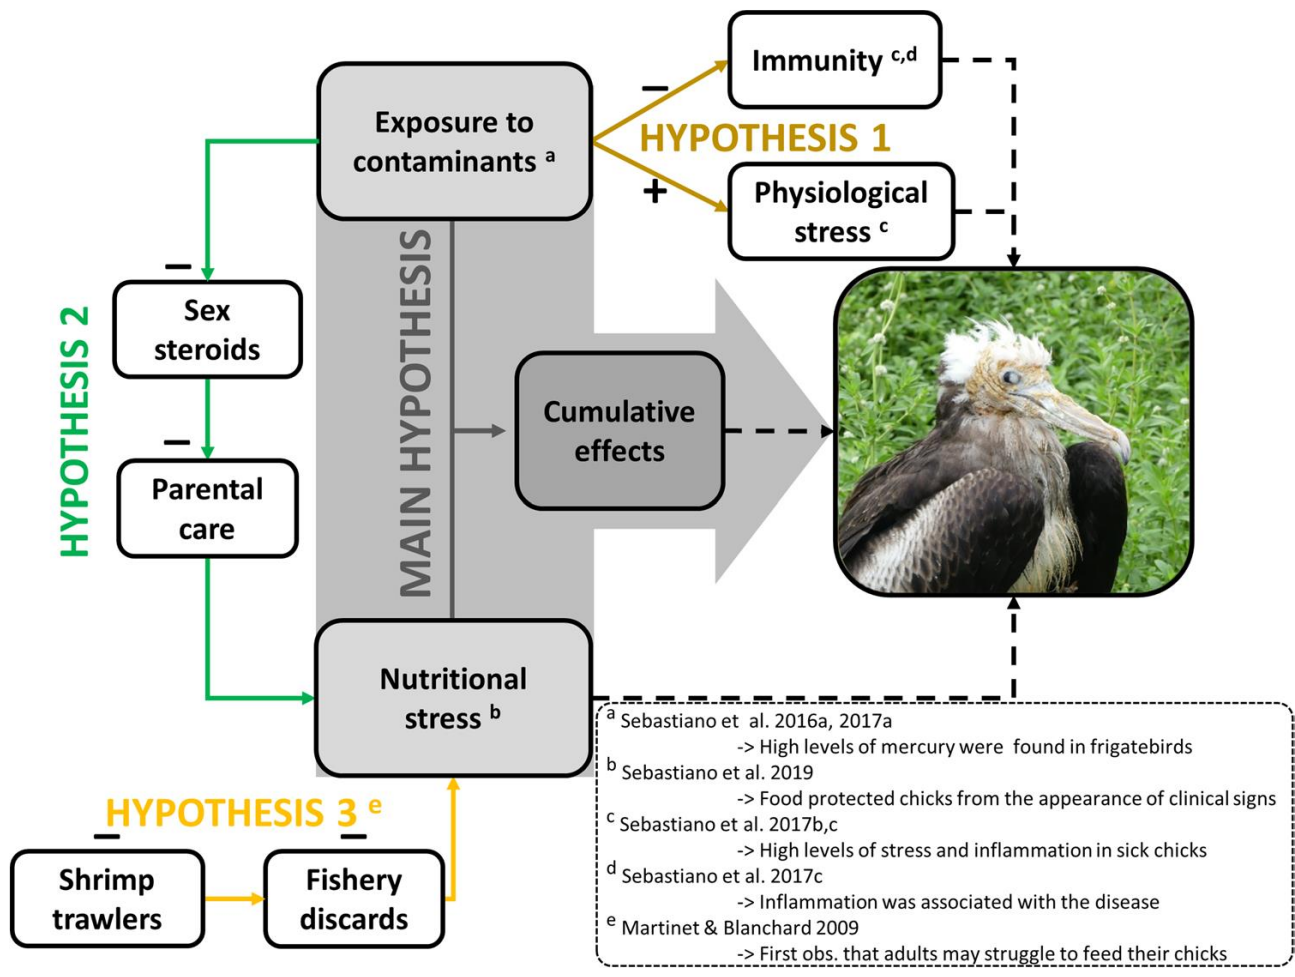 Immunity c,d
Exposure to
contaminants a
HYPOTHESIS 1
–
+
Physiological
stress c
–
Sex
steroids
HYPOTHESIS 2
MAIN HYPOTHESIS
Cumulative
effects
–
Parental
care
Nutritional
stress b
HYPOTHESIS 3 e
–
–
Shrimp
trawlers
Fishery
discards
a Sebastiano et al. 2016a, 2017a
-> High levels of mercury were found in frigatebirds
b Sebastiano et al. 2019
-> Food protected chicks from the appearance of clinical signs
c Sebastiano et al. 2017b,c
-> High levels of stress and inflammation in sick chicks
d Sebastiano et al. 2017c
-> Inflammation was associated with the disease
e Martinet & Blanchard 2009
-> First obs. that adults may struggle to feed their chicks